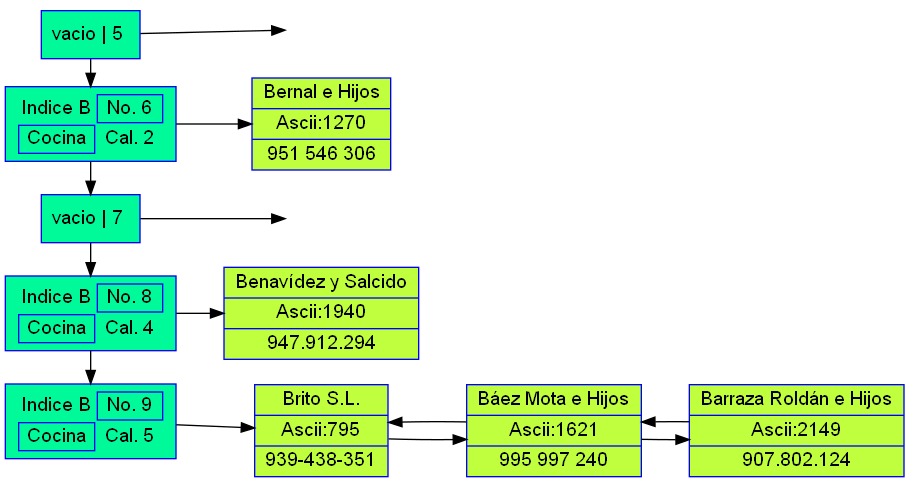 vacio | 5
Indice B No. 6
Cocina Cal. 2
Bernal e Hijos
Ascii:1270
951 546 306
vacio | 7
Indice B No. 8
Cocina Cal. 4
Benavídez y Salcido
Ascii:1940
947.912.294
Indice B No. 9
Cocina Cal. 5
Brito S.L.
Ascii:795
939-438-351
Báez Mota e Hijos
Ascii:1621
995 997 240
Barraza Roldán e Hijos
Ascii:2149
907.802.124